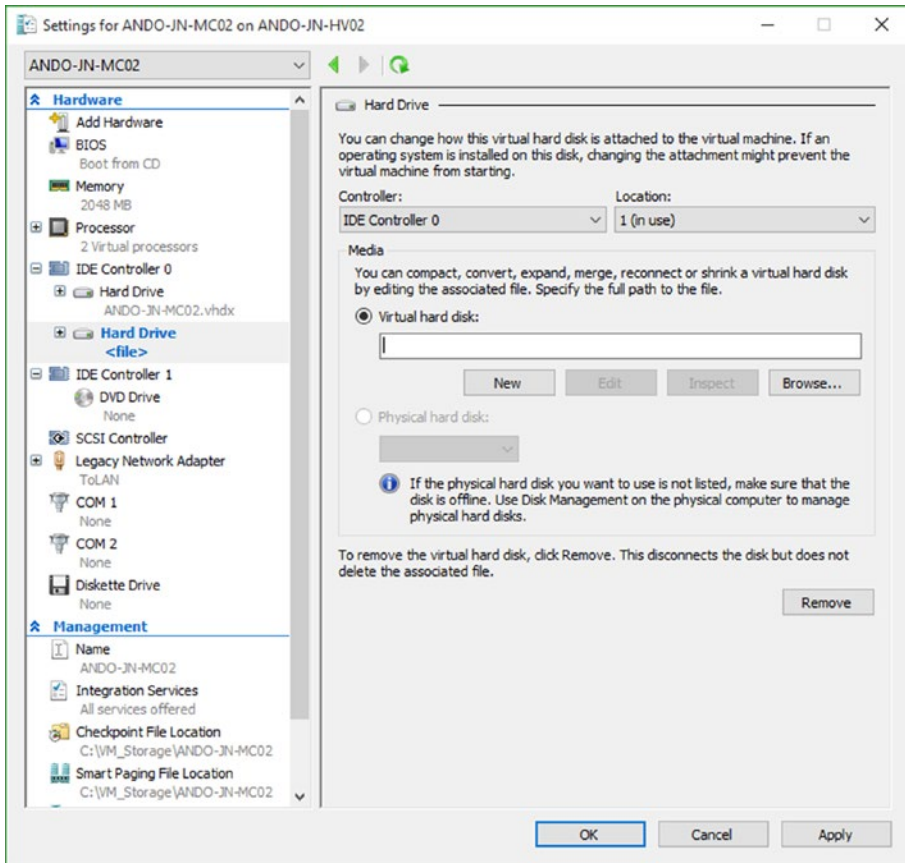 Settings for ANDO-JN-MC02 on ANDO-JN-HV02
ANDO-JN-MC02
Hardware
Add Hardware
BIOS
Boot from CD
Memory
2048 MB
Processor
2 Virtual processors
IDE Controller 0
Hard Drive
ANDO-JN-MC02.vhdx
Hard Drive
<file>
IDE Controller 1
DVD Drive
None
SCSI Controller
Legacy Network Adapter
ToLAN
COM 1
None
COM 2
None
Diskette Drive
None
Management
Name
ANDO-JN-MC02
Integration Services
All services offered
Checkpoint File Location
C:\VM_Storage\ANDO-JN-MC02
Smart Paging File Location
C:\VM_Storage\ANDO-JN-MC02
Hard Drive
You can change how this virtual hard disk is attached to the virtual machine. If an
operating system is installed on this disk, changing the attachment might prevent the
virtual machine from starting.
Controller: Location:
IDE Controller 0 1 (in use)
Media
You can compact, convert, expand, merge, reconnect or shrink a virtual hard disk
by editing the associated file. Specify the full path to the file.
Virtual hard disk:
New Edit Inspect Browse...
Physical hard disk:
If the physical hard disk you want to use is not listed, make sure that the
disk is offline. Use Disk Management on the physical computer to manage
physical hard disks.
To remove the virtual hard disk, click Remove. This disconnects the disk but does not
delete the associated file.
Remove
OK Cancel Apply